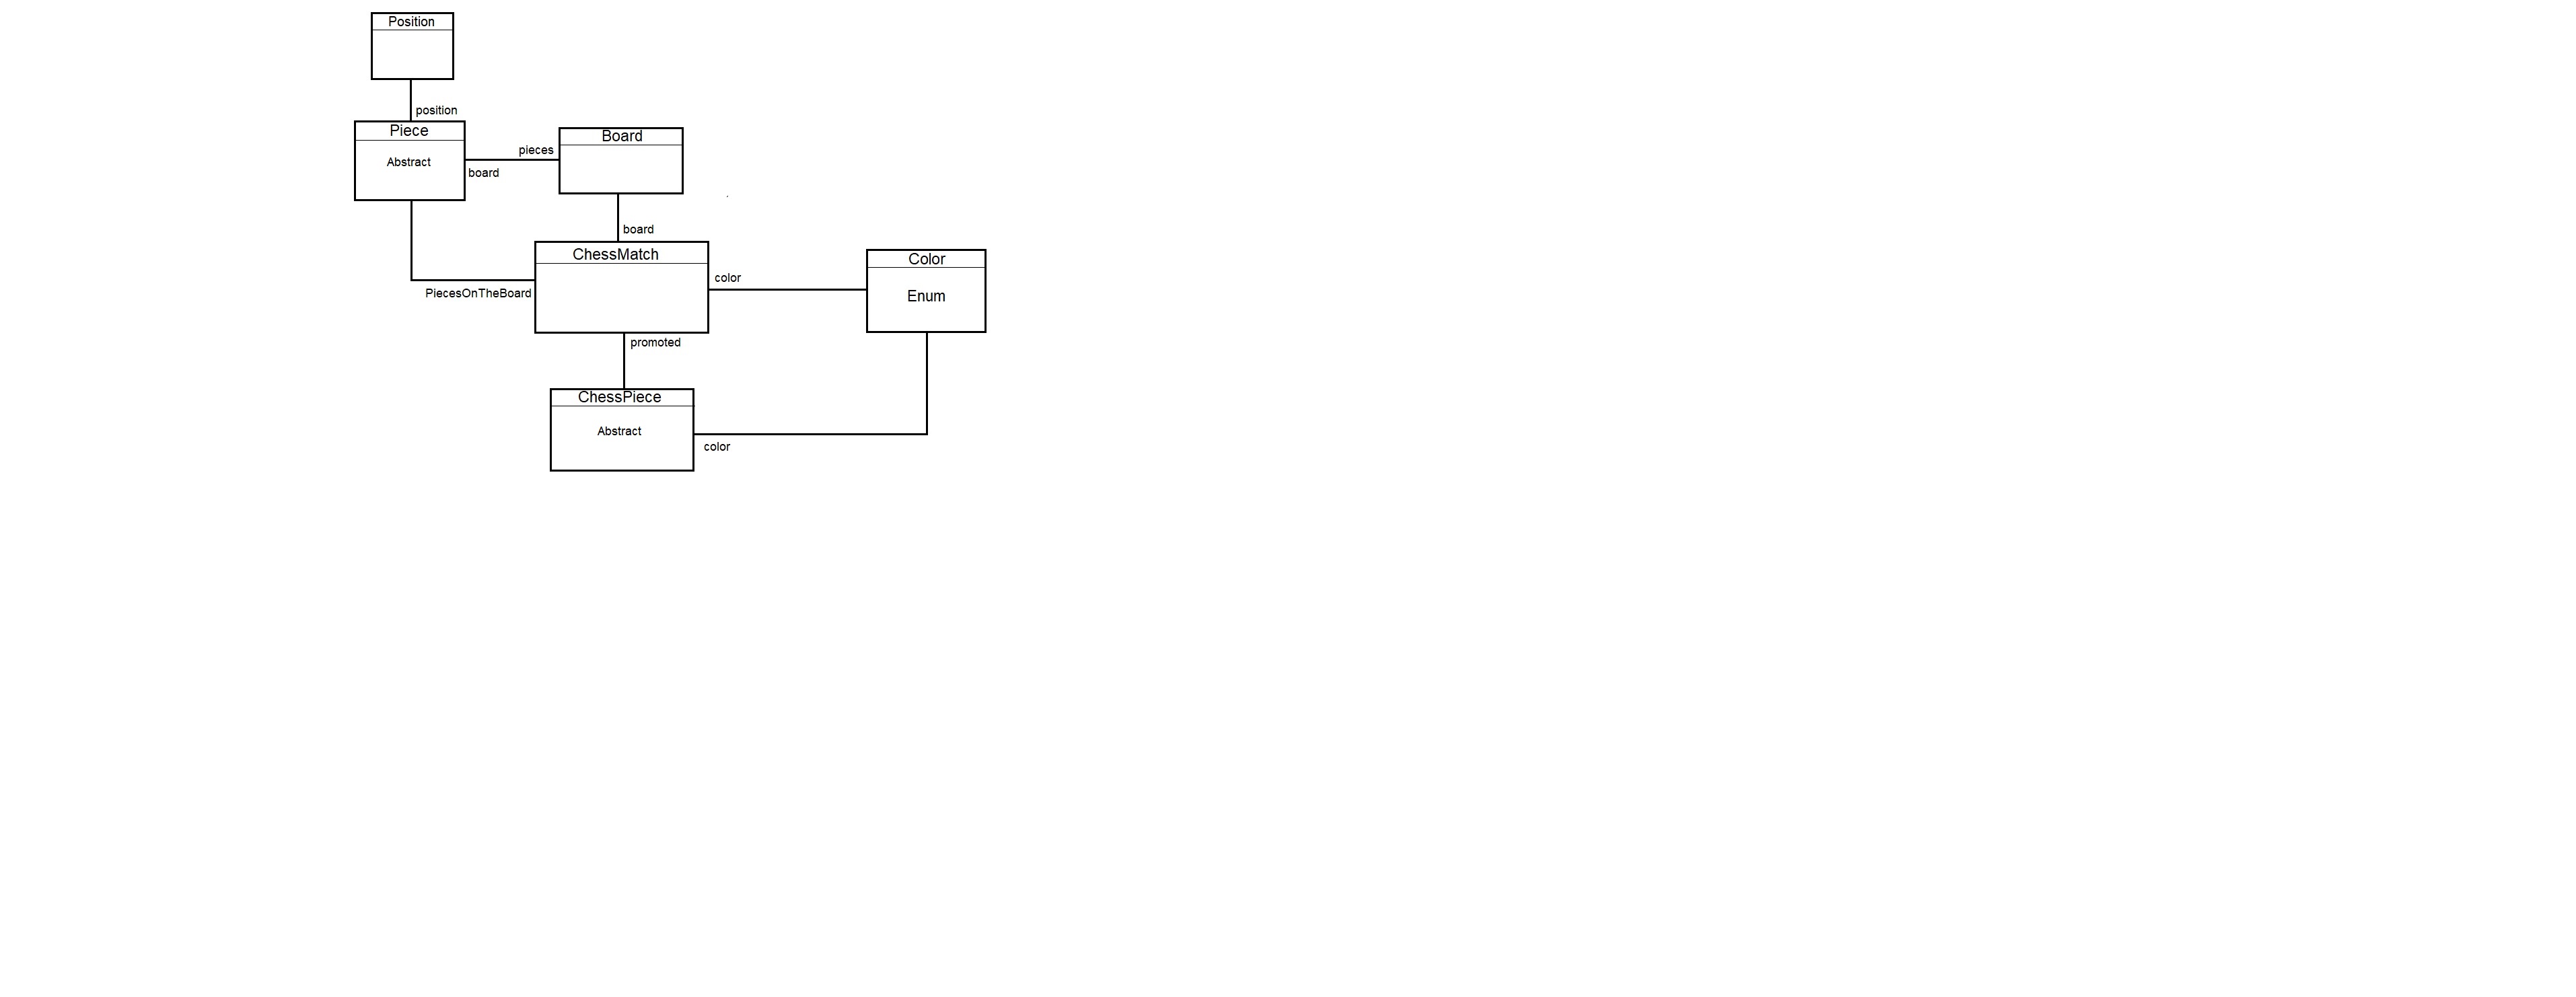 Position
position
Piece
Abstract
pieces
board
Board
board
ChessMatch
PiecesOnTheBoard
color
Color
Enum
promoted
ChessPiece
Abstract
color